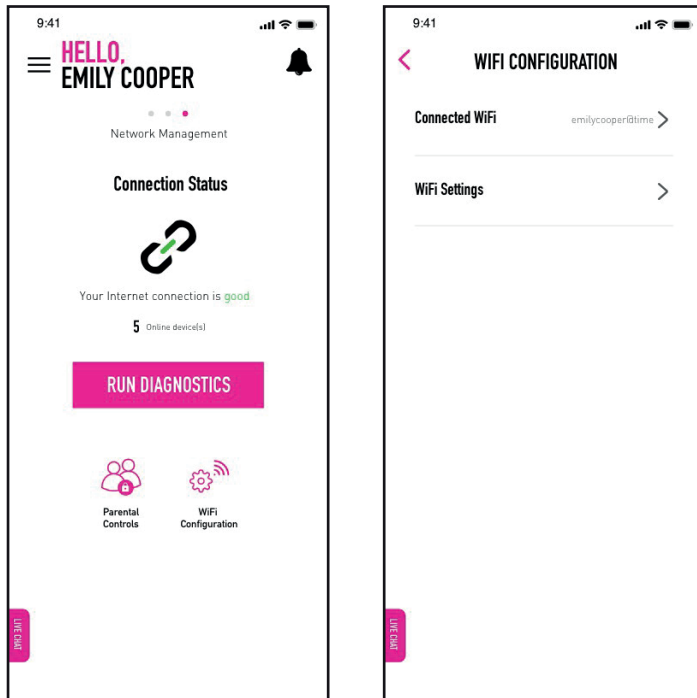 9:41
HELLO,
EMILY COOPER
Network Management
Connection Status
Your Internet connection is good
5 Online device(s)
RUN DIAGNOSTICS
Parental
Controls
WiFi
Configuration
LIVE CHAT
9:41
WIFI CONFIGURATION
Connected WiFi emilycooper@time
WiFi Settings
LIVE CHAT